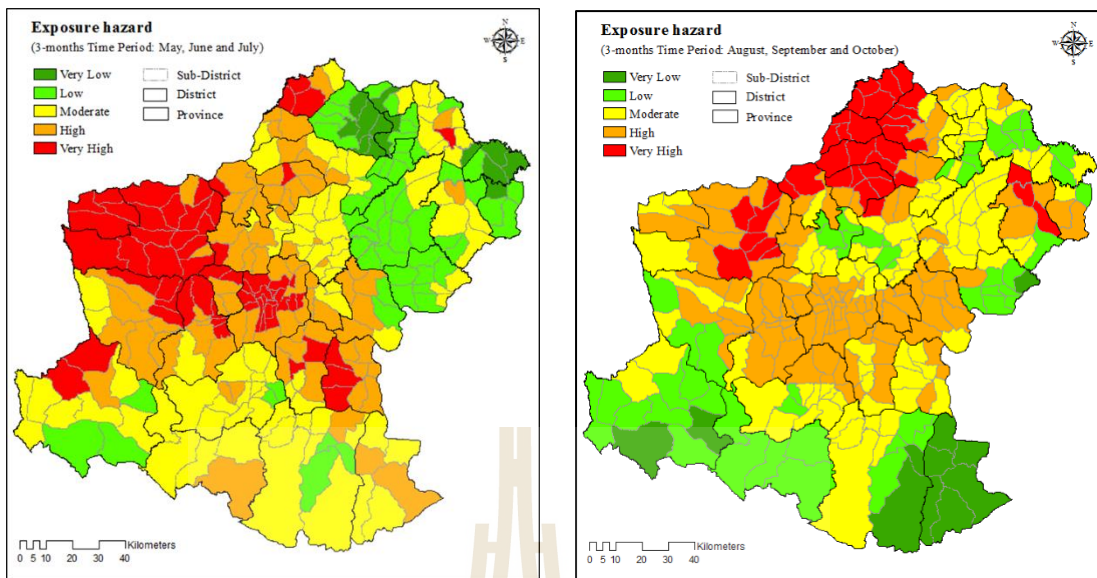 Exposure hazard
(3-months Time Period: May, June and July)
N
W E
S
Very Low Sub-District
Low District
Moderate Province
High
Very High
Kilometers
0 5 10 20 30 40
Exposure hazard
(3-months Time Period: August, September and October)
N
W E
S
Very Low Sub-District
Low District
Moderate Province
High
Very High
Kilometers
0 5 10 20 30 40